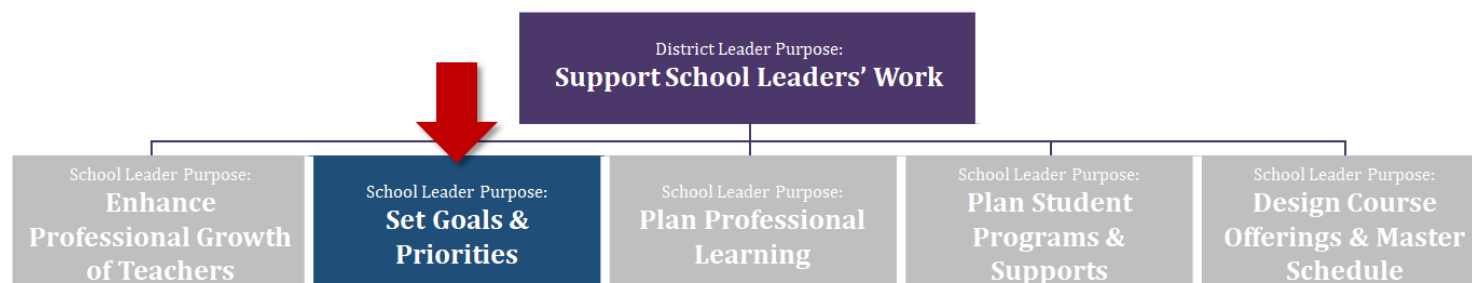 District Leader Purpose:
Support School Leaders' Work
School Leader Purpose:
Enhance
Professional Growth
of Teachers
School Leader Purpose:
Set Goals &
Priorities
School Leader Purpose:
Plan Professional
Learning
School Leader Purpose:
Plan Student
Programs &
Supports
School Leader Purpose:
Design Course
Offerings & Master
Schedule